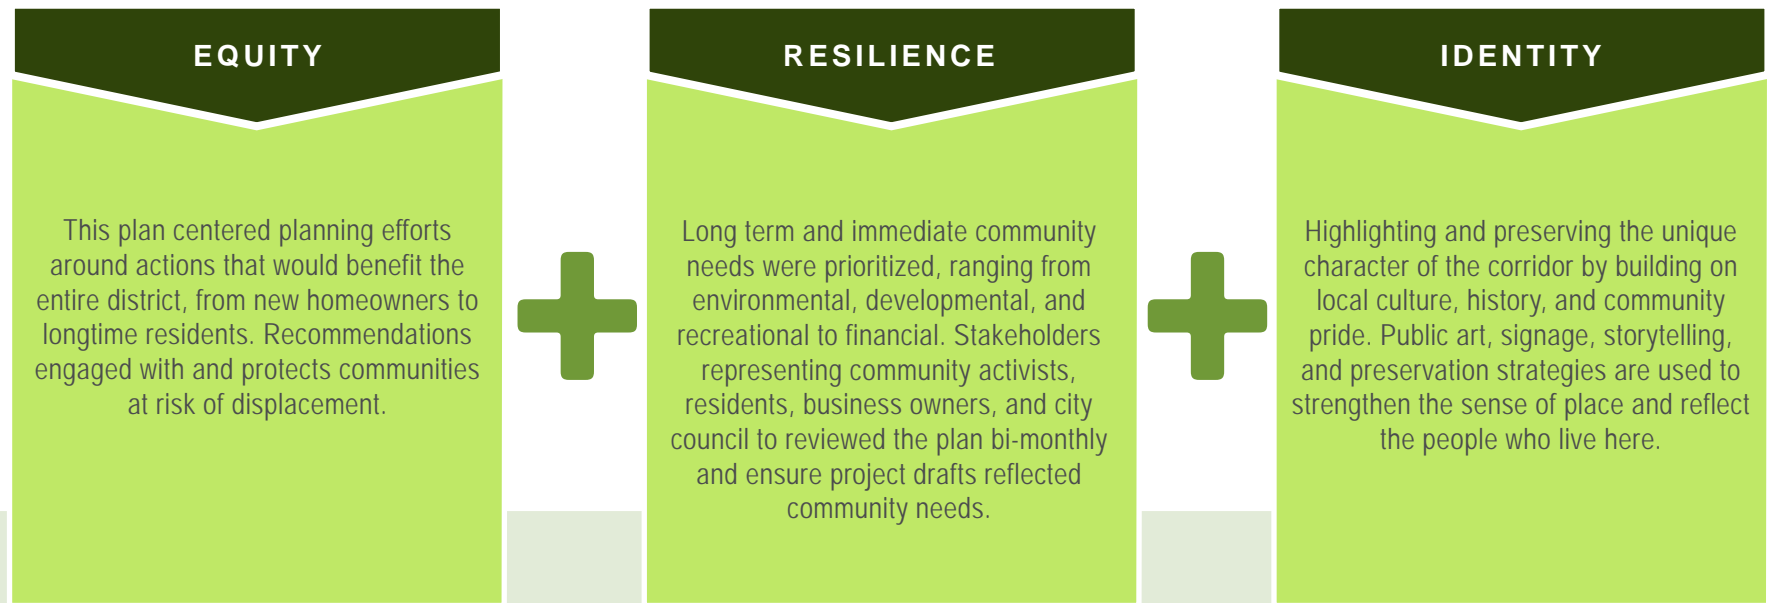 EQUITY
This plan centered planning efforts
around actions that would benefit the
entire district, from new homeowners to
longtime residents. Recommendations
engaged with and protects communities
at risk of displacement.
RESILIENCE
Long term and immediate community
needs were prioritized, ranging from
environmental, developmental, and
recreational to financial. Stakeholders
representing community activists,
residents, business owners, and city
council to reviewed the plan bi-monthly
and ensure project drafts reflected
community needs.
IDENTITY
Highlighting and preserving the unique
character of the corridor by building on
local culture, history, and community
pride. Public art, signage, storytelling,
and preservation strategies are used to
strengthen the sense of place and reflect
the people who live here.